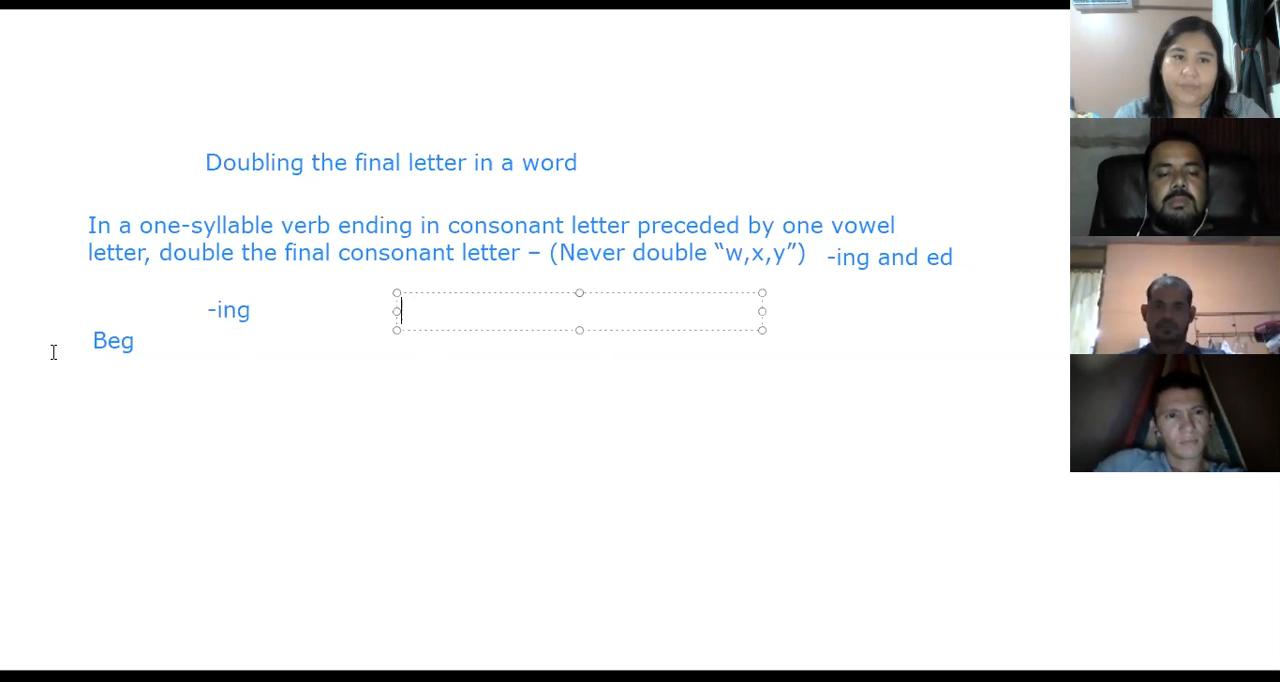 Doubling the final letter in a word
In a one-syllable verb ending in consonant letter preceded by one vowel
letter, double the final consonant letter – (Never double “w,x,y”) -ing and ed
-ing
Beg